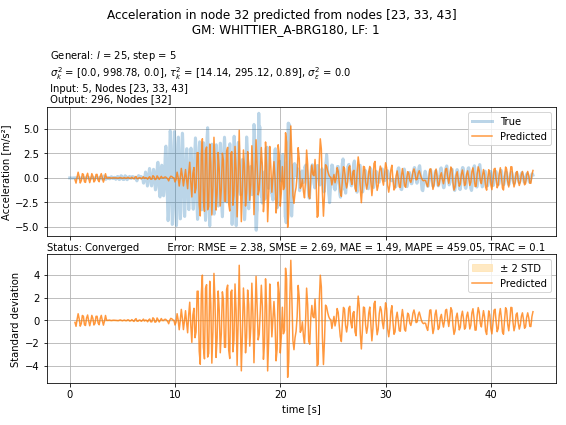 Acceleration in node 32 predicted from nodes [23, 33, 43]
GM: WHITTIER_A-BRG180, LF: 1
General: l = 25, step = 5
σ²ₖ = [0.0, 998.78, 0.0], τ²ₖ = [14.14, 295.12, 0.89], σ²ε = 0.0
Input: 5, Nodes [23, 33, 43]
Output: 296, Nodes [32]
Acceleration [m/s²]
5.0
2.5
0.0
−2.5
−5.0
True
Predicted
Status: Converged Error: RMSE = 2.38, SMSE = 2.69, MAE = 1.49, MAPE = 459.05, TRAC = 0.1
Standard deviation
4
2
0
−2
−4
± 2 STD
Predicted
0 10 20 30 40
time [s]